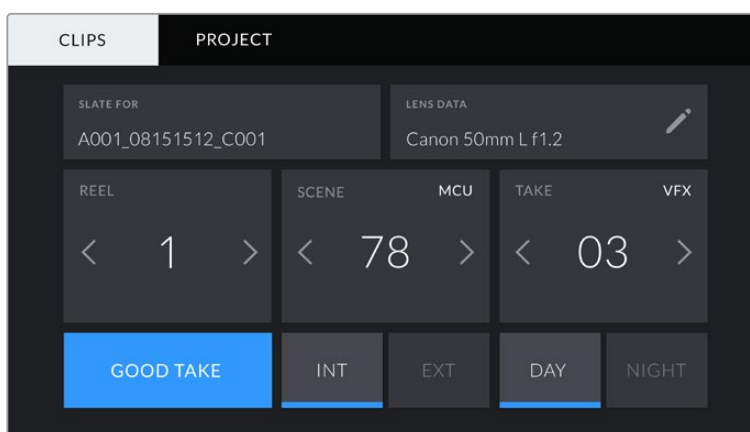 CLIPS PROJECT
SLATE FOR
A001_08151512_C001
LENS DATA
Canon 50mm L f1.2
REEL
1
SCENE MCU
78
TAKE VFX
03
GOOD TAKE
INT
EXT
DAY
NIGHT